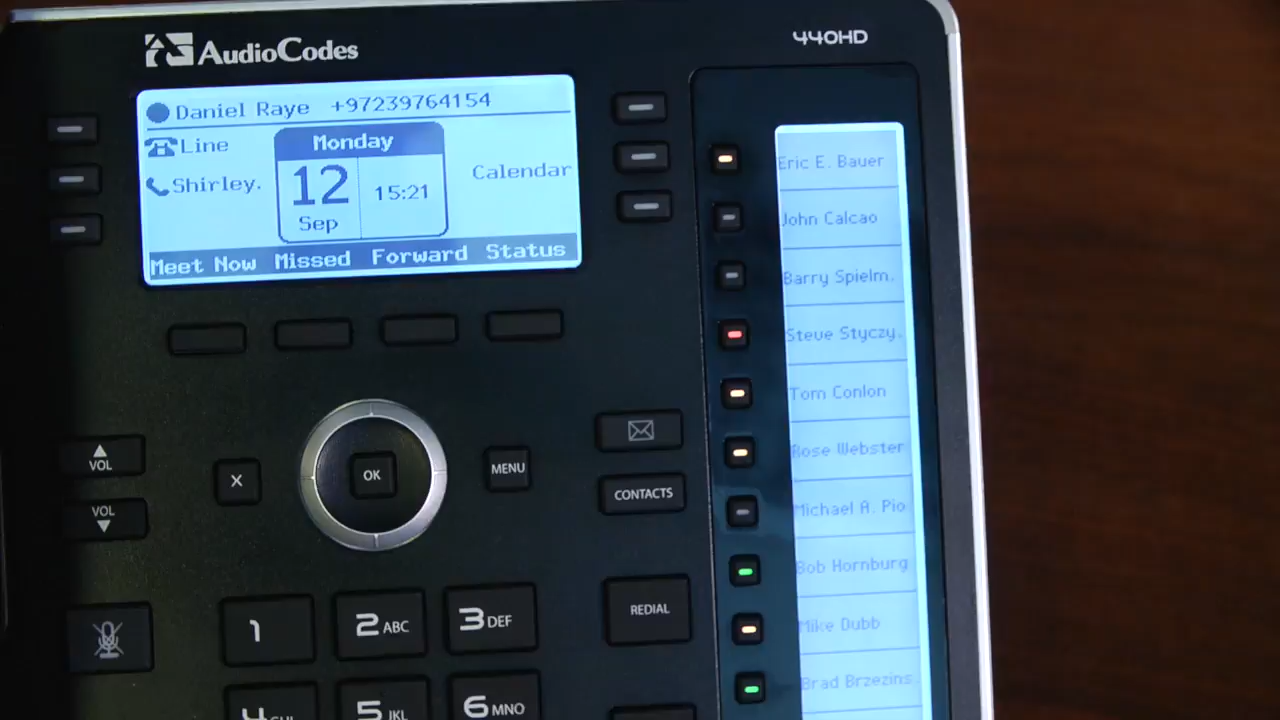 AudioCodes
440HD
Daniel Raye +97239764154
Line
Shirley.
Monday
12
Sep
15:21
Calendar
Meet Now Missed Forward Status
Eric E. Bauer
John Calcao
Barry Spielm.
Steve Styczy.
Tom Conlon
Rose Webster
Michael A. Pio
Bob Hornburg
Mike Dubb
Brad Brzezins.
VOL
VOL
X
OK
MENU
CONTACTS
REDIAL
1
2 ABC
3 DEF
4 GHI
5 JKL
6 MNO